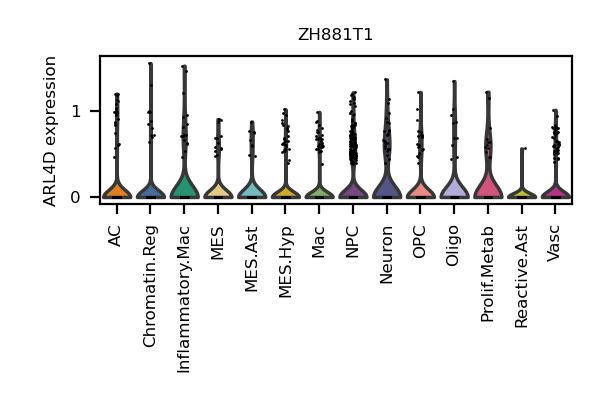 ZH881T1
ARL4D expression
1
0
AC
Chromatin.Reg
Inflammatory.Mac
MES
MES.Ast
MES.Hyp
Mac
NPC
Neuron
OPC
Oligo
Prolif.Metab
Reactive.Ast
Vasc